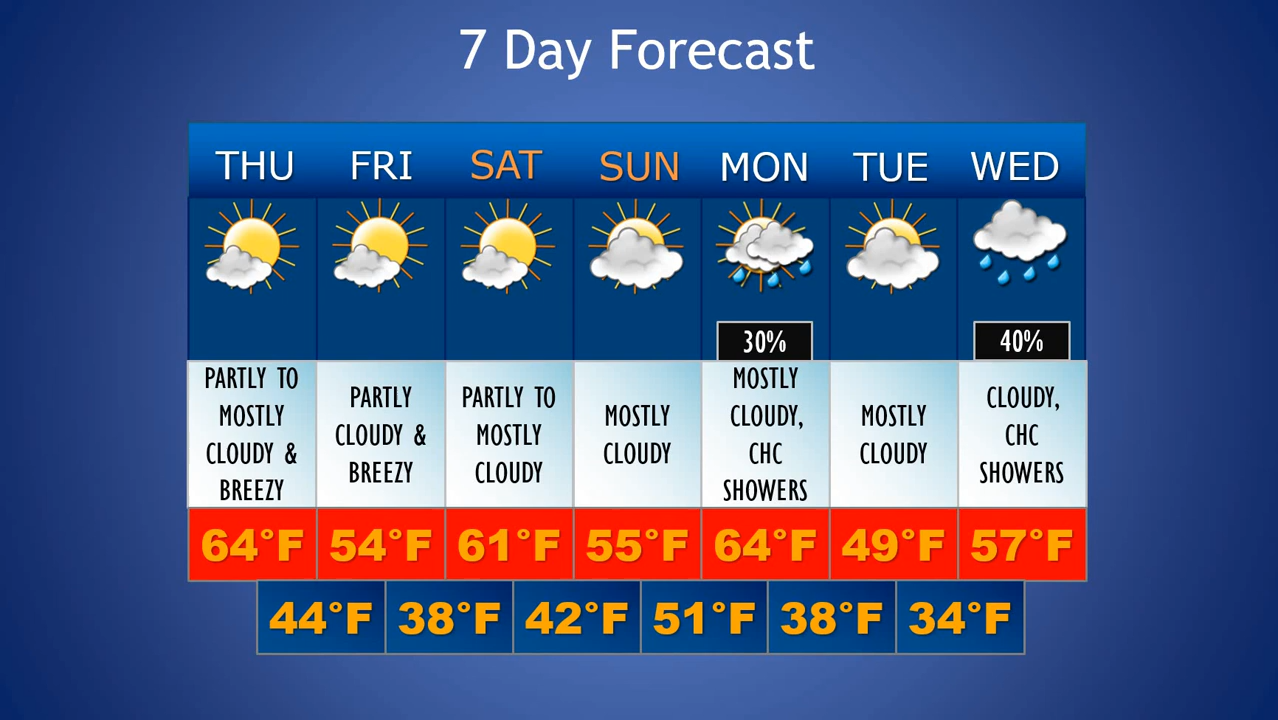 7 Day Forecast
THU FRI SAT SUN MON TUE WED
30% 40%
PARTLY TO
MOSTLY
CLOUDY &
BREEZY
PARTLY
CLOUDY &
BREEZY
PARTLY TO
MOSTLY
CLOUDY
MOSTLY
CLOUDY
MOSTLY
CLOUDY,
CHC
SHOWERS
MOSTLY
CLOUDY
CLOUDY,
CHC
SHOWERS
64°F 54°F 61°F 55°F 64°F 49°F 57°F
44°F 38°F 42°F 51°F 38°F 34°F